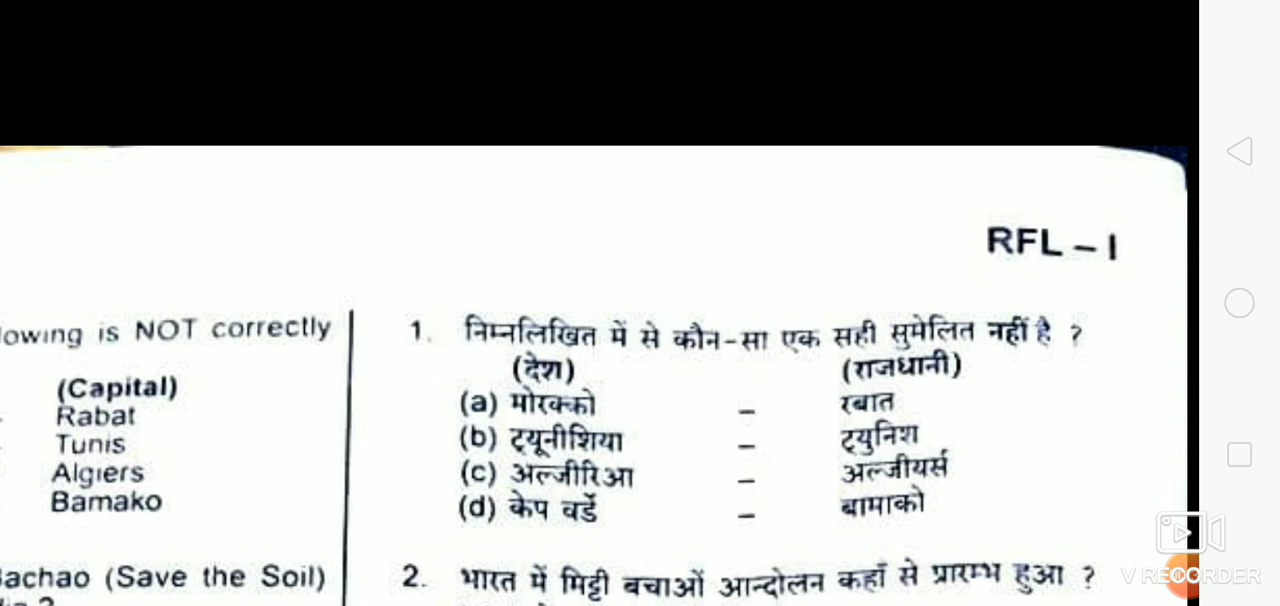 RFL – I
lowing is NOT correctly
(Capital)
Rabat
Tunis
Algiers
Bamako
achao (Save the Soil)
1. निम्नलिखित में से कौन-सा एक सही सुमेलित नहीं है ?
(देश) (राजधानी)
(a) मोरक्को – रबात
(b) ट्यूनीशिया – ट्युनिश
(c) अल्जीरिआ – अल्जीयर्स
(d) केप वर्डे – बामाको
2. भारत में मिट्टी बचाओं आन्दोलन कहाँ से प्रारम्भ हुआ ?
V RECORDER